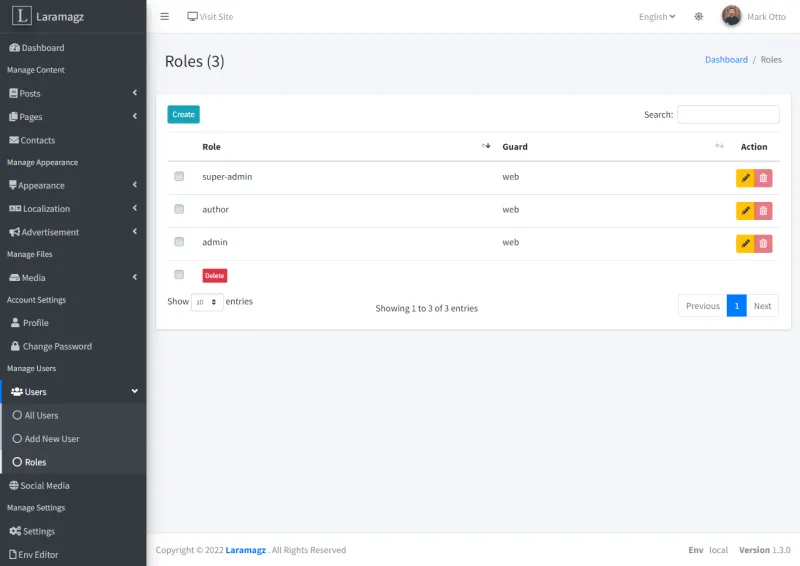 L Laramagz
Visit Site
English
Mark Otto
Dashboard
Manage Content
Posts
Pages
Contacts
Manage Appearance
Appearance
Localization
Advertisement
Manage Files
Media
Account Settings
Profile
Change Password
Manage Users
Users
All Users
Add New User
Roles
Social Media
Manage Settings
Settings
Env Editor
Roles (3)
Dashboard / Roles
Create
Search:
Role Guard Action
super-admin web
author web
admin web
Delete
Show 10 entries
Showing 1 to 3 of 3 entries
Previous 1 Next
Copyright © 2022 Laramagz . All Rights Reserved
Env local Version 1.3.0